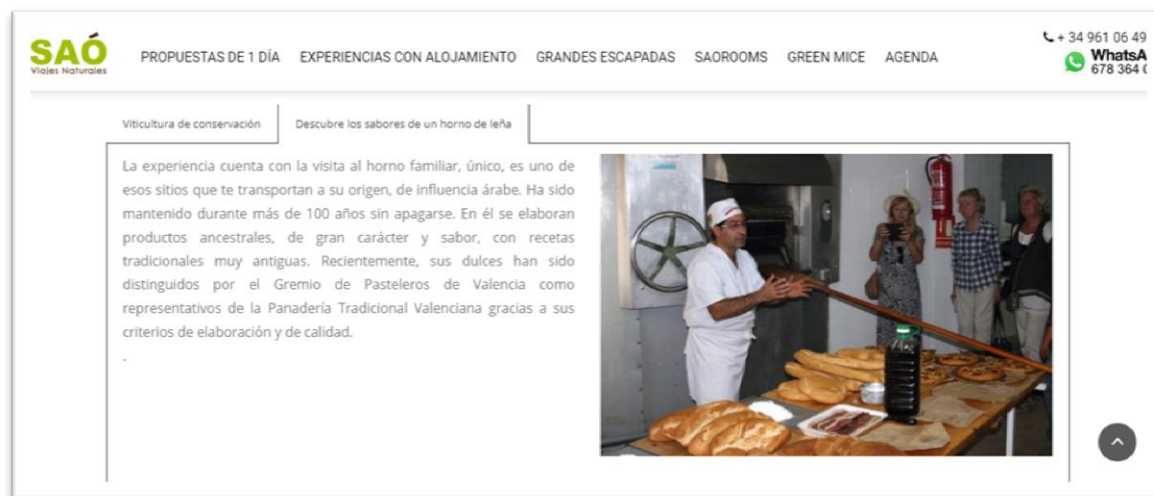 SAÓ
Viajes Naturales
PROPUESTAS DE 1 DÍA EXPERIENCIAS CON ALOJAMIENTO GRANDES ESCAPADAS SAOROOMS GREEN MICE AGENDA
+ 34 961 06 49
WhatsA
678 364
Viticultura de conservación Descubre los sabores de un horno de leña
La experiencia cuenta con la visita al horno familiar, único, es uno de
esos sitios que te transportan a su origen, de influencia árabe. Ha sido
mantenido durante más de 100 años sin apagarse. En él se elaboran
productos ancestrales, de gran carácter y sabor, con recetas
tradicionales muy antiguas. Recientemente, sus dulces han sido
distinguidos por el Gremio de Pasteleros de Valencia como
representativos de la Panadería Tradicional Valenciana gracias a sus
criterios de elaboración y de calidad.
-